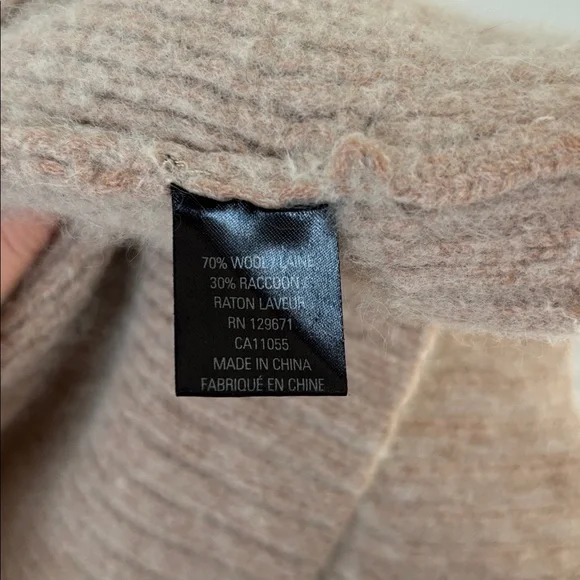 70% WOOL / LAINE
30% RACCOON /
RATON LAVEUR
RN 129671
CA11055
MADE IN CHINA
FABRIQUÉ EN CHINE